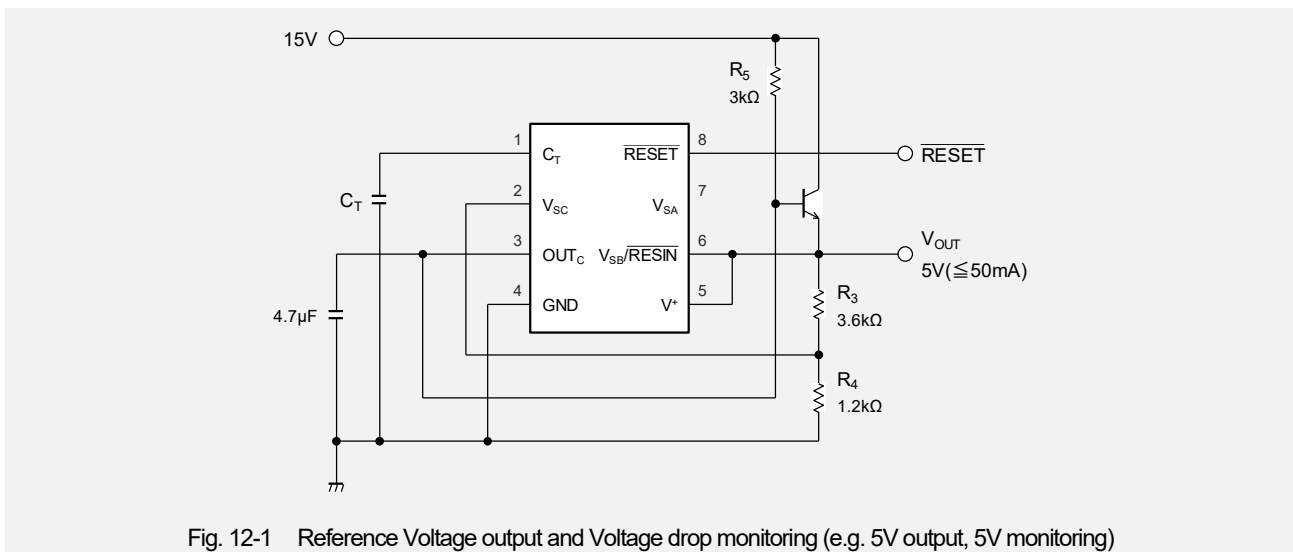 15V
R5
3kΩ
1
CT
RESET
8
RESET
2
VSC
VSA
7
CT
3
OUTC
VSB/RESIN
6
VOUT
5V(≦50mA)
4
GND
V+
5
R3
3.6kΩ
4.7µF
R4
1.2kΩ
Fig. 12-1 Reference Voltage output and Voltage drop monitoring (e.g. 5V output, 5V monitoring)